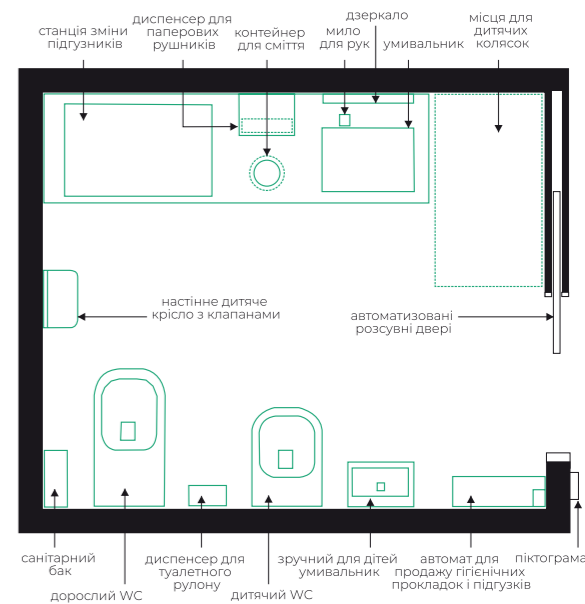 станція зміни
підгузників
диспенсер для
паперових
рушників
контейнер
для сміття
мило
для рук
дзеркало
умивальник
місця для
дитячих
колясок
настінне дитяче
крісло з клапанами
автоматизовані
розсувні двері
санітарний
бак
дорослий WC
диспенсер для
туалетного
рулону
дитячий WC
зручний для дітей
умивальник
автомат для
продажу гігієнічних
прокладок і підгузків
піктограма